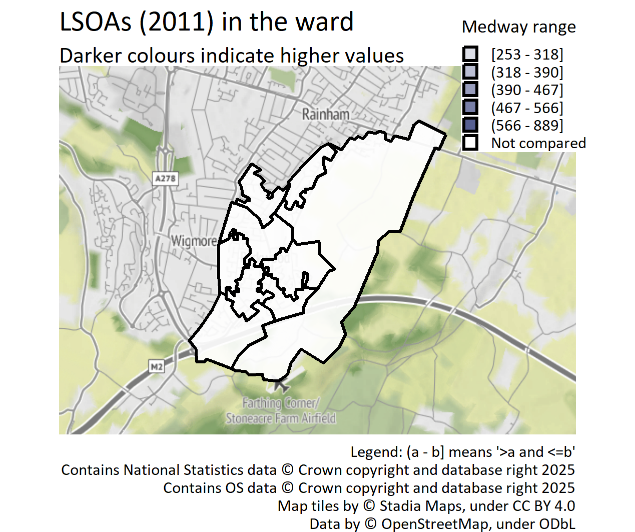 LSOAs (2011) in the ward
Darker colours indicate higher values
Medway range
[253 - 318]
(318 - 390]
(390 - 467]
(467 - 566]
(566 - 889]
Not compared
Rainham
A278
Wigmore
M2
Farthing Corner/
Stoneacre Farm Airfield
Legend: (a - b] means '>a and <=b'
Contains National Statistics data © Crown copyright and database right 2025
Contains OS data © Crown copyright and database right 2025
Map tiles by © Stadia Maps, under CC BY 4.0
Data by © OpenStreetMap, under ODbL